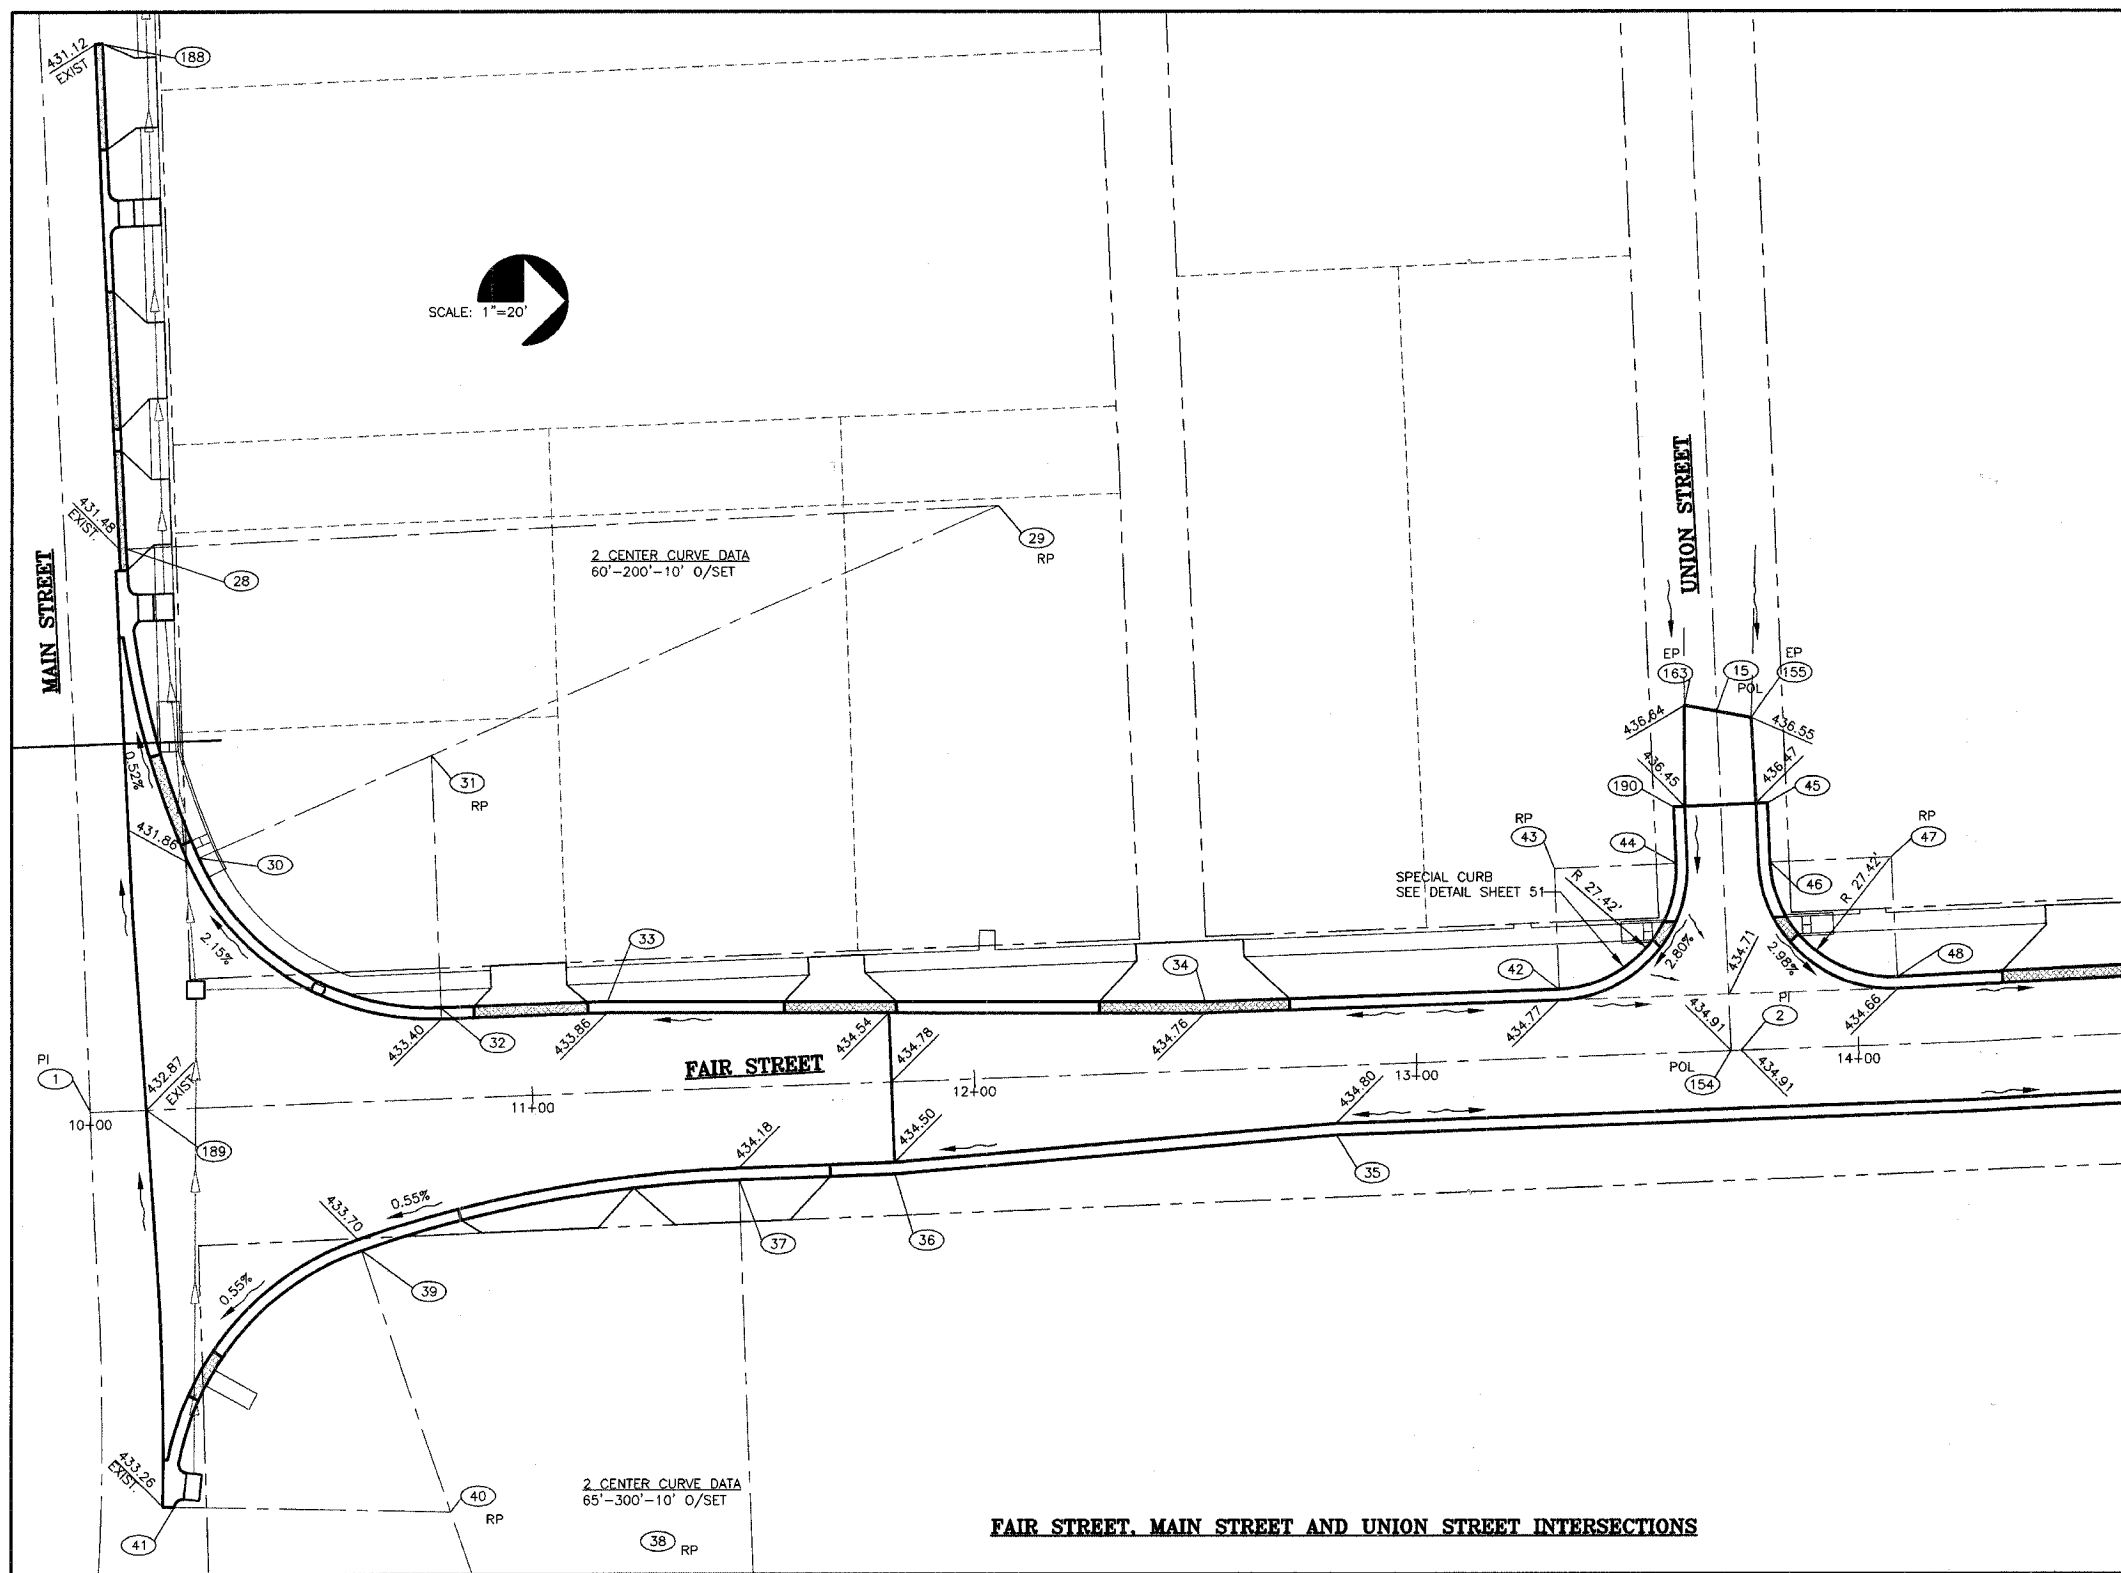 431.12
EXIST
188
SCALE: 1"=20'
431.48
EXIST.
28
MAIN STREET
2 CENTER CURVE DATA
60'-200'-10' O/SET
29
RP
UNION STREET
EP
163
15
POL
EP
155
436.64
436.55
436.45
436.47
190
45
31
RP
0.52%
431.86
30
2.15%
RP
43
44
46
RP
47
R 27.42'
R 27.42'
SPECIAL CURB
SEE DETAIL SHEET 51
2.80%
2.98%
434.71
33
34
42
48
433.40
32
433.86
434.54
434.78
434.76
434.77
434.91
PI
2
434.66
FAIR STREET
POL
154
434.91
PI
1
10+00
432.87
EXIST.
11+00
12+00
13+00
14+00
189
434.18
434.50
434.80
35
36
37
433.70
0.55%
39
0.55%
433.26
EXIST.
41
40
RP
2 CENTER CURVE DATA
65'-300'-10' O/SET
38
RP
FAIR STREET, MAIN STREET AND UNION STREET INTERSECTIONS